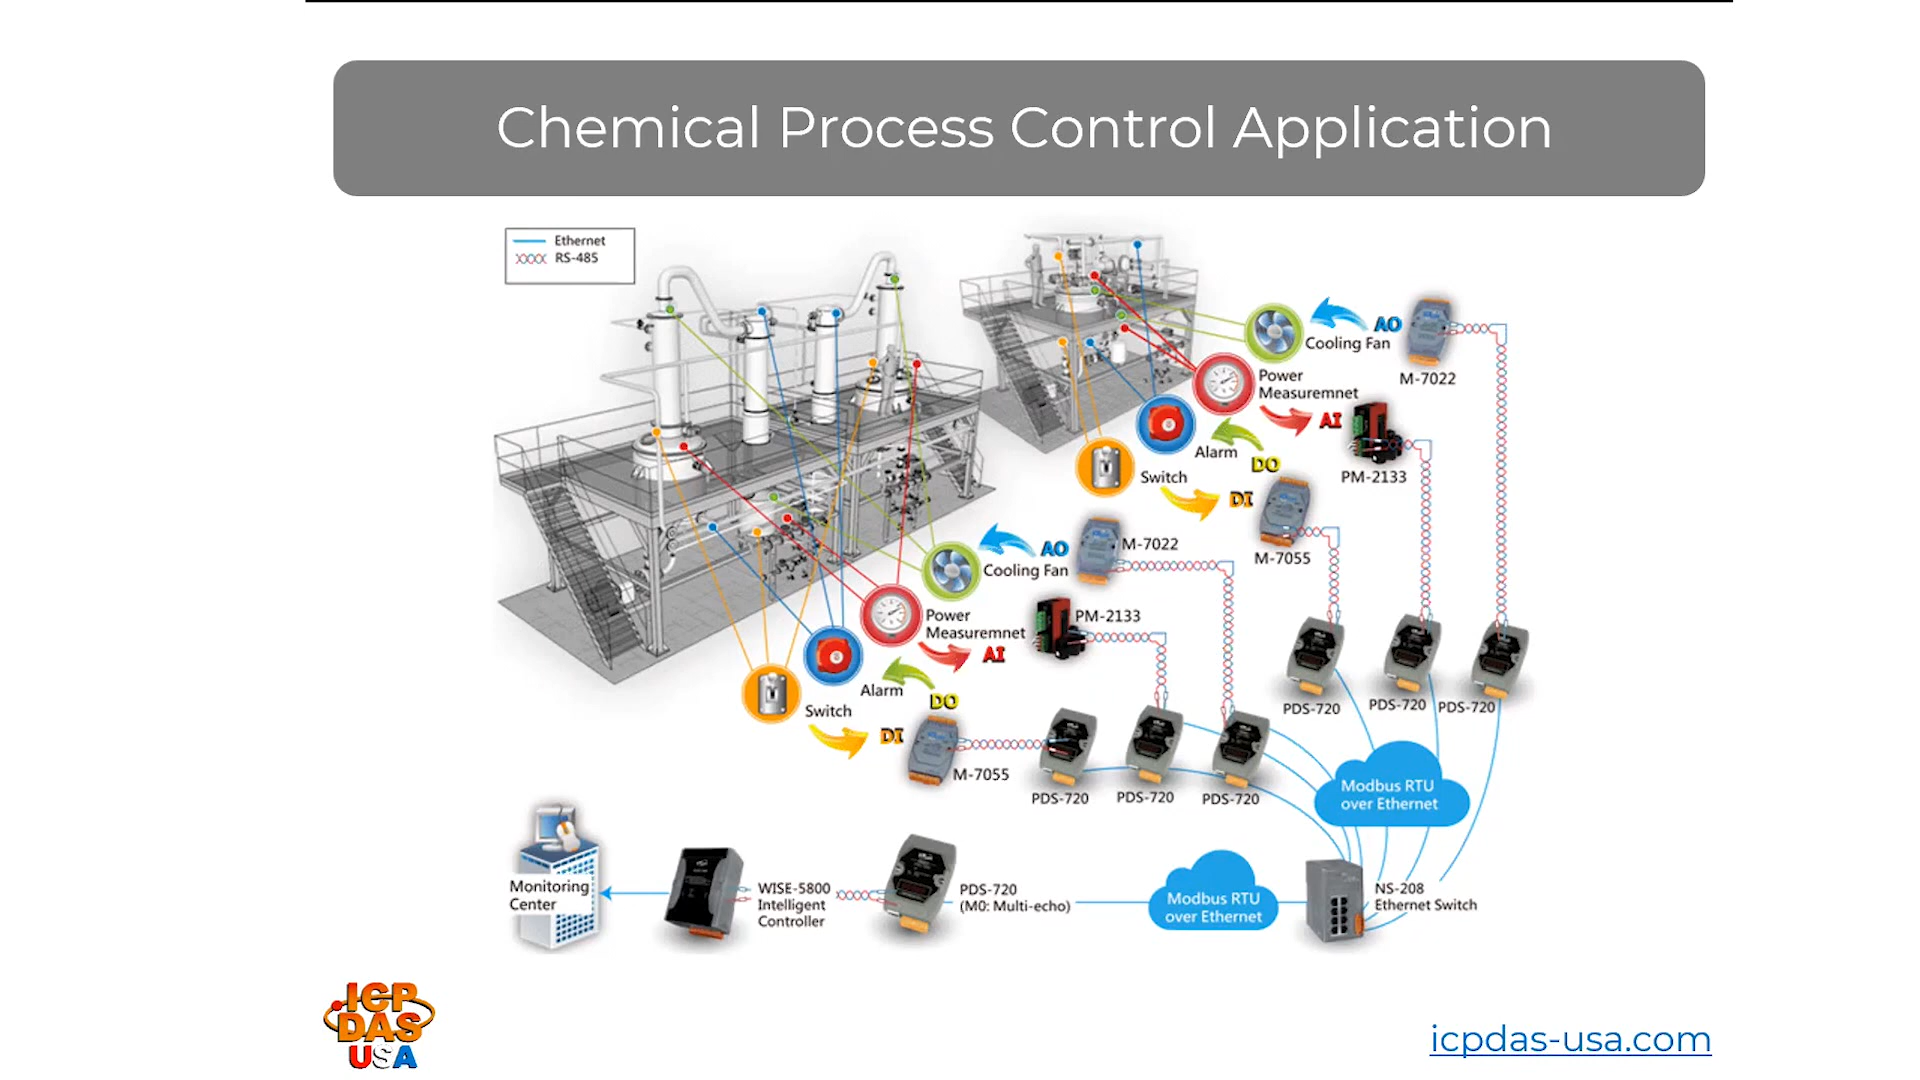 Chemical Process Control Application
Ethernet
RS-485
AO
Cooling Fan
M-7022
Power
Measuremnet
AI
PM-2133
Alarm
DO
Switch
DI
M-7055
AO
M-7022
Cooling Fan
PM-2133
Power
Measuremnet
AI
Alarm
DO
Switch
DI
M-7055
PDS-720
PDS-720
PDS-720
PDS-720
PDS-720
PDS-720
Modbus RTU
over Ethernet
Monitoring
Center
WISE-5800
Intelligent
Controller
PDS-720
(M0: Multi-echo)
Modbus RTU
over Ethernet
NS-208
Ethernet Switch
ICP
DAS
USA
icpdas-usa.com